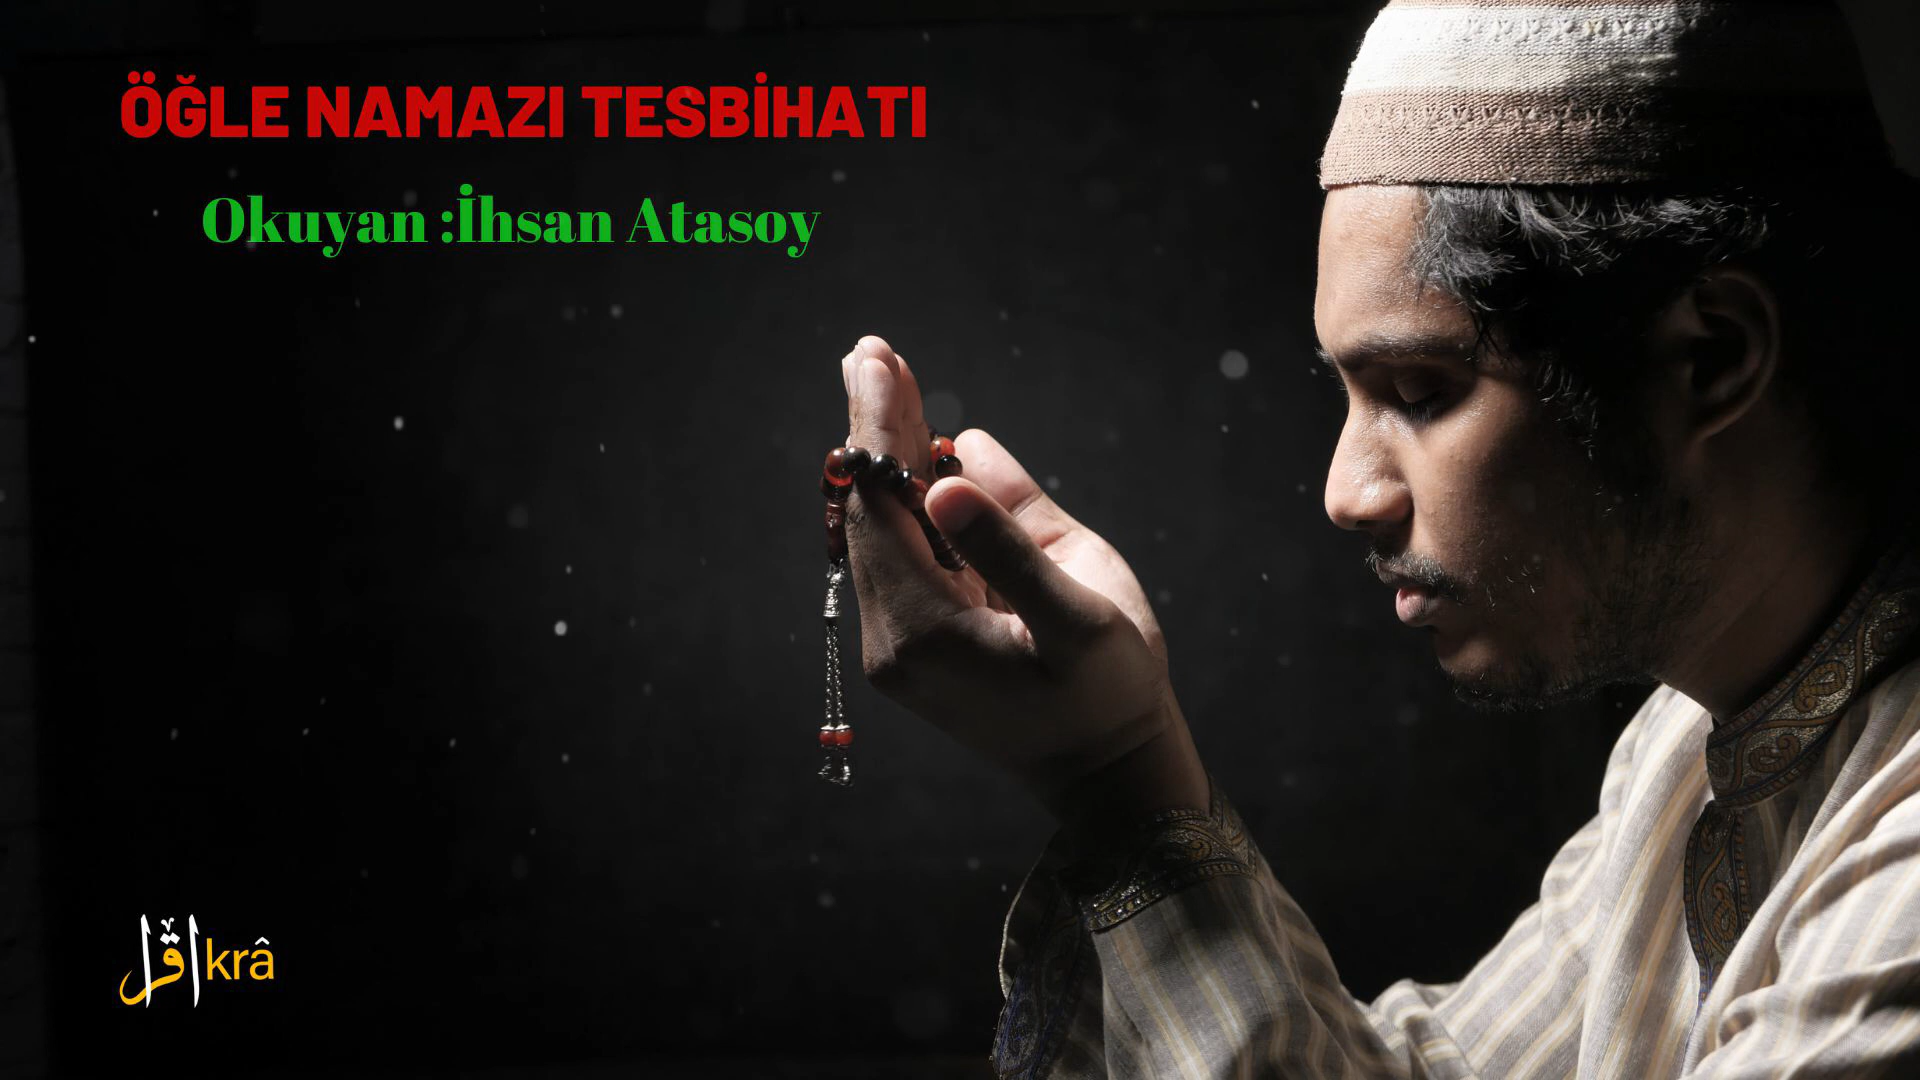 ÖĞLE NAMAZI TESBİHATI
Okuyan :İhsan Atasoy
اقرأ krâ